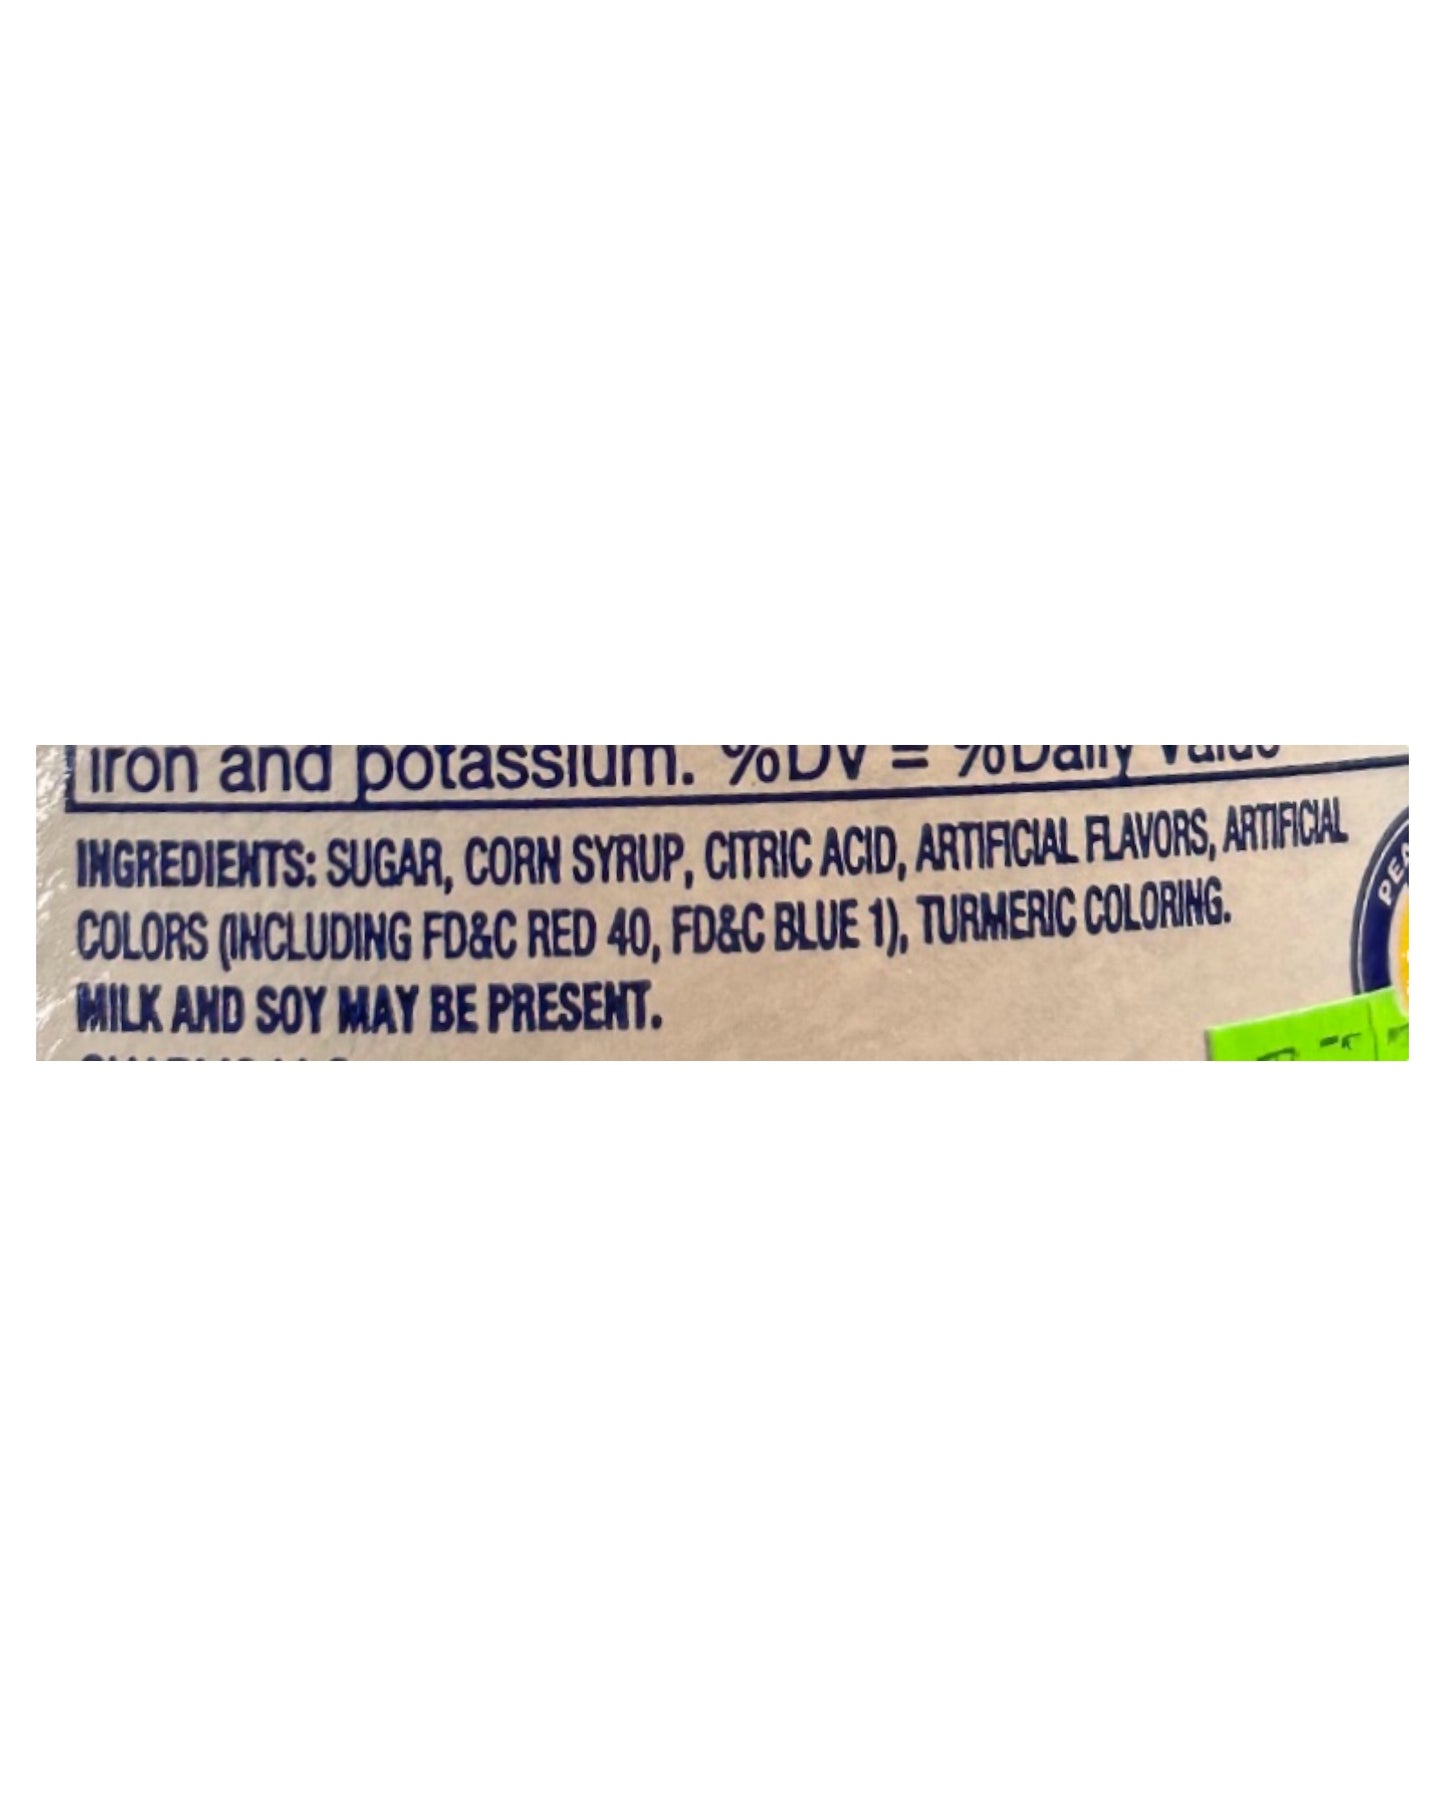 iron and potassium. %DV = %Daily Value
INGREDIENTS: SUGAR, CORN SYRUP, CITRIC ACID, ARTIFICIAL FLAVORS, ARTIFICIAL
COLORS (INCLUDING FD&C RED 40, FD&C BLUE 1), TURMERIC COLORING.
MILK AND SOY MAY BE PRESENT.